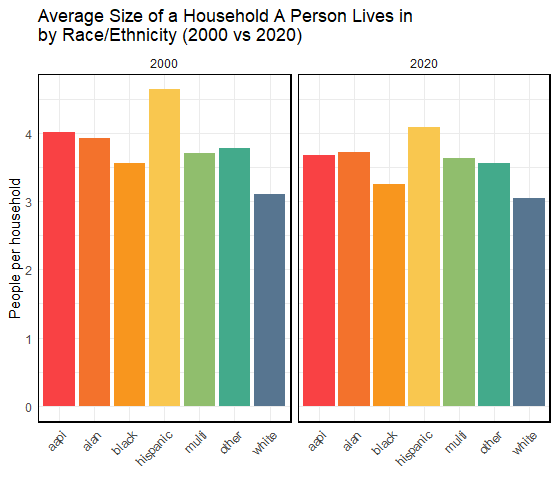 Average Size of a Household A Person Lives in
by Race/Ethnicity (2000 vs 2020)
2000
2020
People per household
4
3
2
1
0
aapi
aian
black
hispanic
multi
other
white
aapi
aian
black
hispanic
multi
other
white